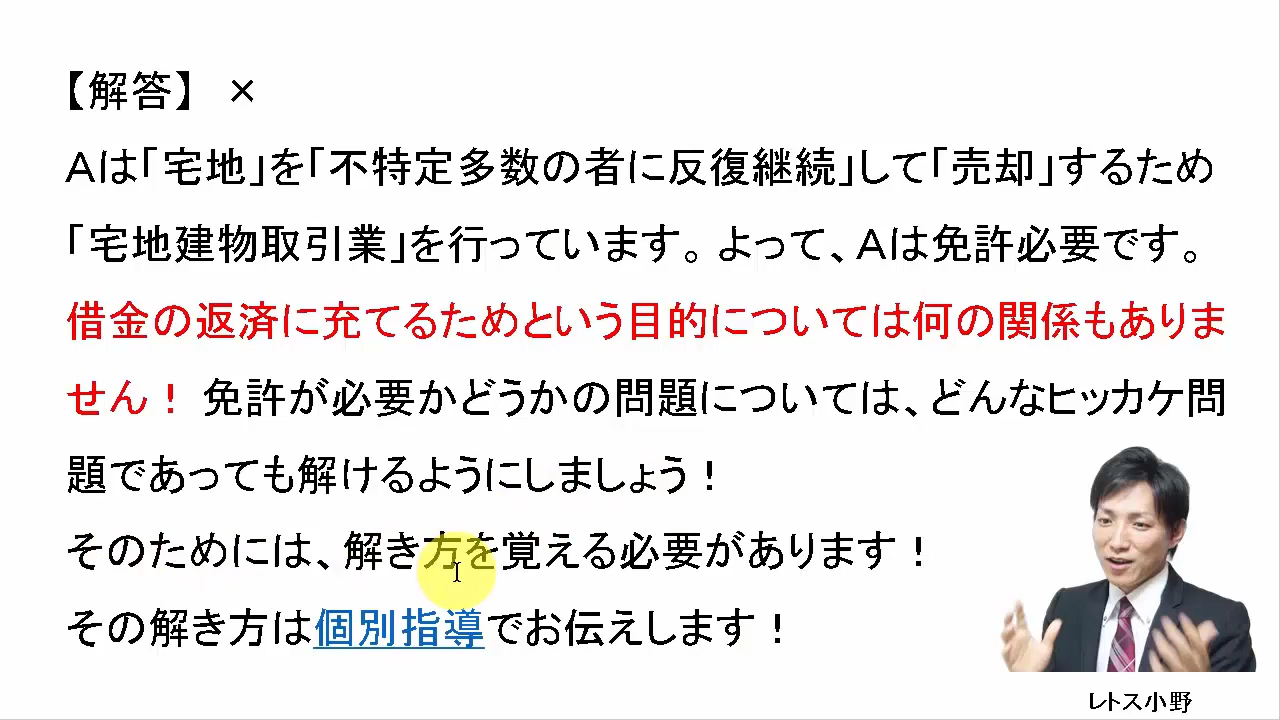 【解答】　×
Aは「宅地」を「不特定多数の者に反復継続」して「売却」するため
「宅地建物取引業」を行っています。よって、Aは免許必要です。
借金の返済に充てるためという目的については何の関係もありま
せん！ 免許が必要かどうかの問題については、どんなヒッカケ問
題であっても解けるようにしましょう！
そのためには、解き方を覚える必要があります！
その解き方は個別指導でお伝えします！
レトス小野